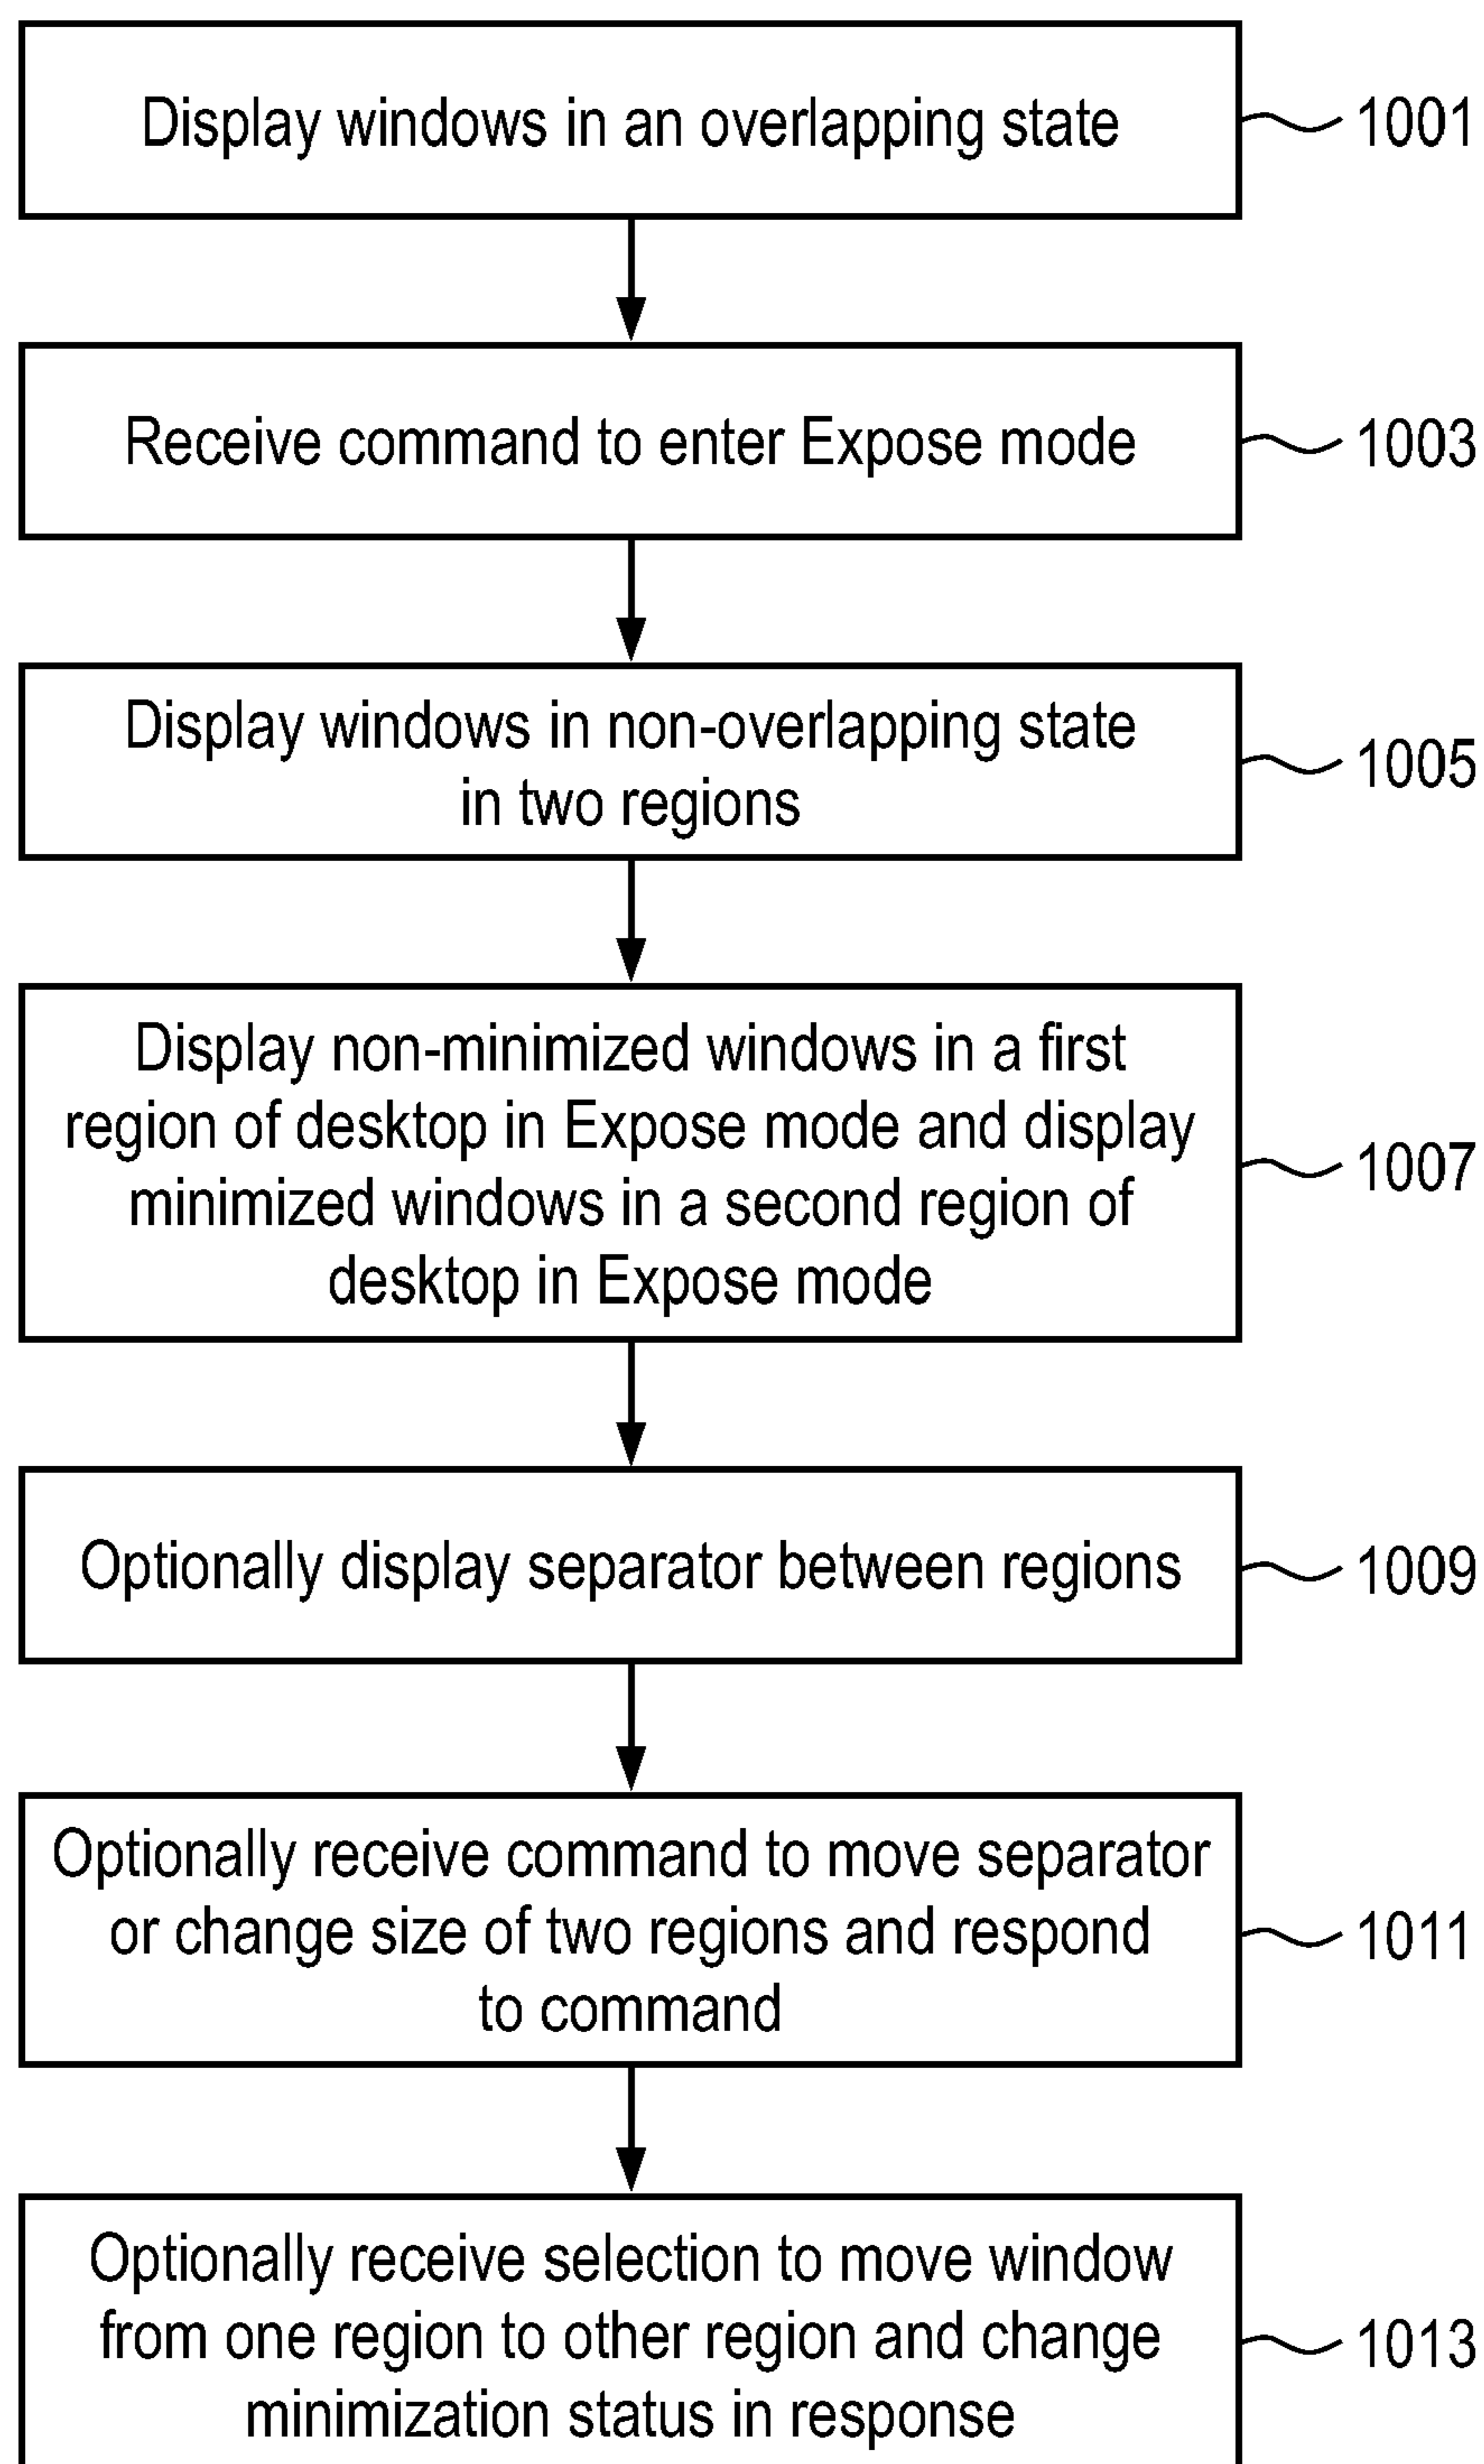 Display windows in an overlapping state
1001
Receive command to enter Expose mode
1003
Display windows in non-overlapping state
in two regions
1005
Display non-minimized windows in a first
region of desktop in Expose mode and display
minimized windows in a second region of
desktop in Expose mode
1007
Optionally display separator between regions
1009
Optionally receive command to move separator
or change size of two regions and respond
to command
1011
Optionally receive selection to move window
from one region to other region and change
minimization status in response
1013